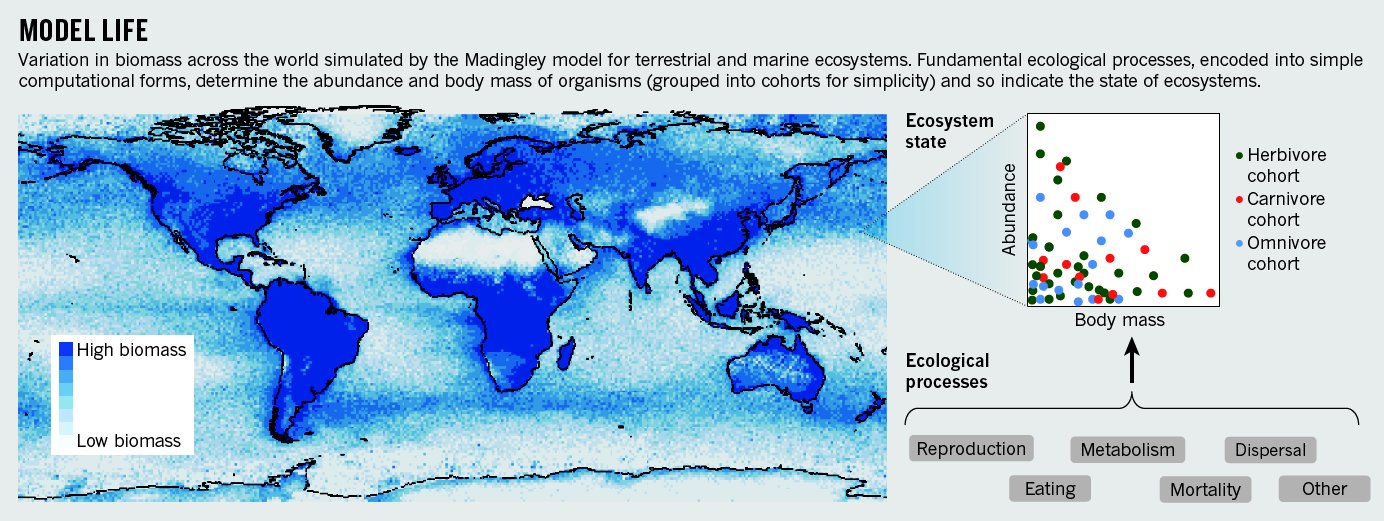 MODEL LIFE
Variation in biomass across the world simulated by the Madingley model for terrestrial and marine ecosystems. Fundamental ecological processes, encoded into simple
computational forms, determine the abundance and body mass of organisms (grouped into cohorts for simplicity) and so indicate the state of ecosystems.
High biomass
Low biomass
Ecosystem
state
Abundance
Body mass
Herbivore
cohort
Carnivore
cohort
Omnivore
cohort
Ecological
processes
Reproduction
Metabolism
Dispersal
Eating
Mortality
Other